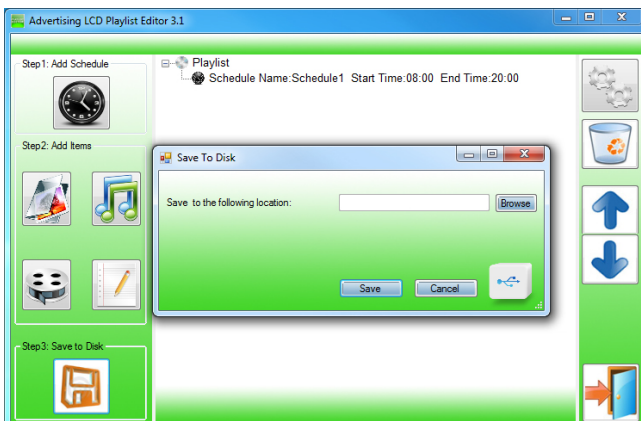 Advertising LCD Playlist Editor 3.1
Step1: Add Schedule
Playlist
Schedule Name:Schedule1 Start Time:08:00 End Time:20:00
Step2: Add Items
Save To Disk
Save to the following location:
Browse
Save
Cancel
Step3: Save to Disk